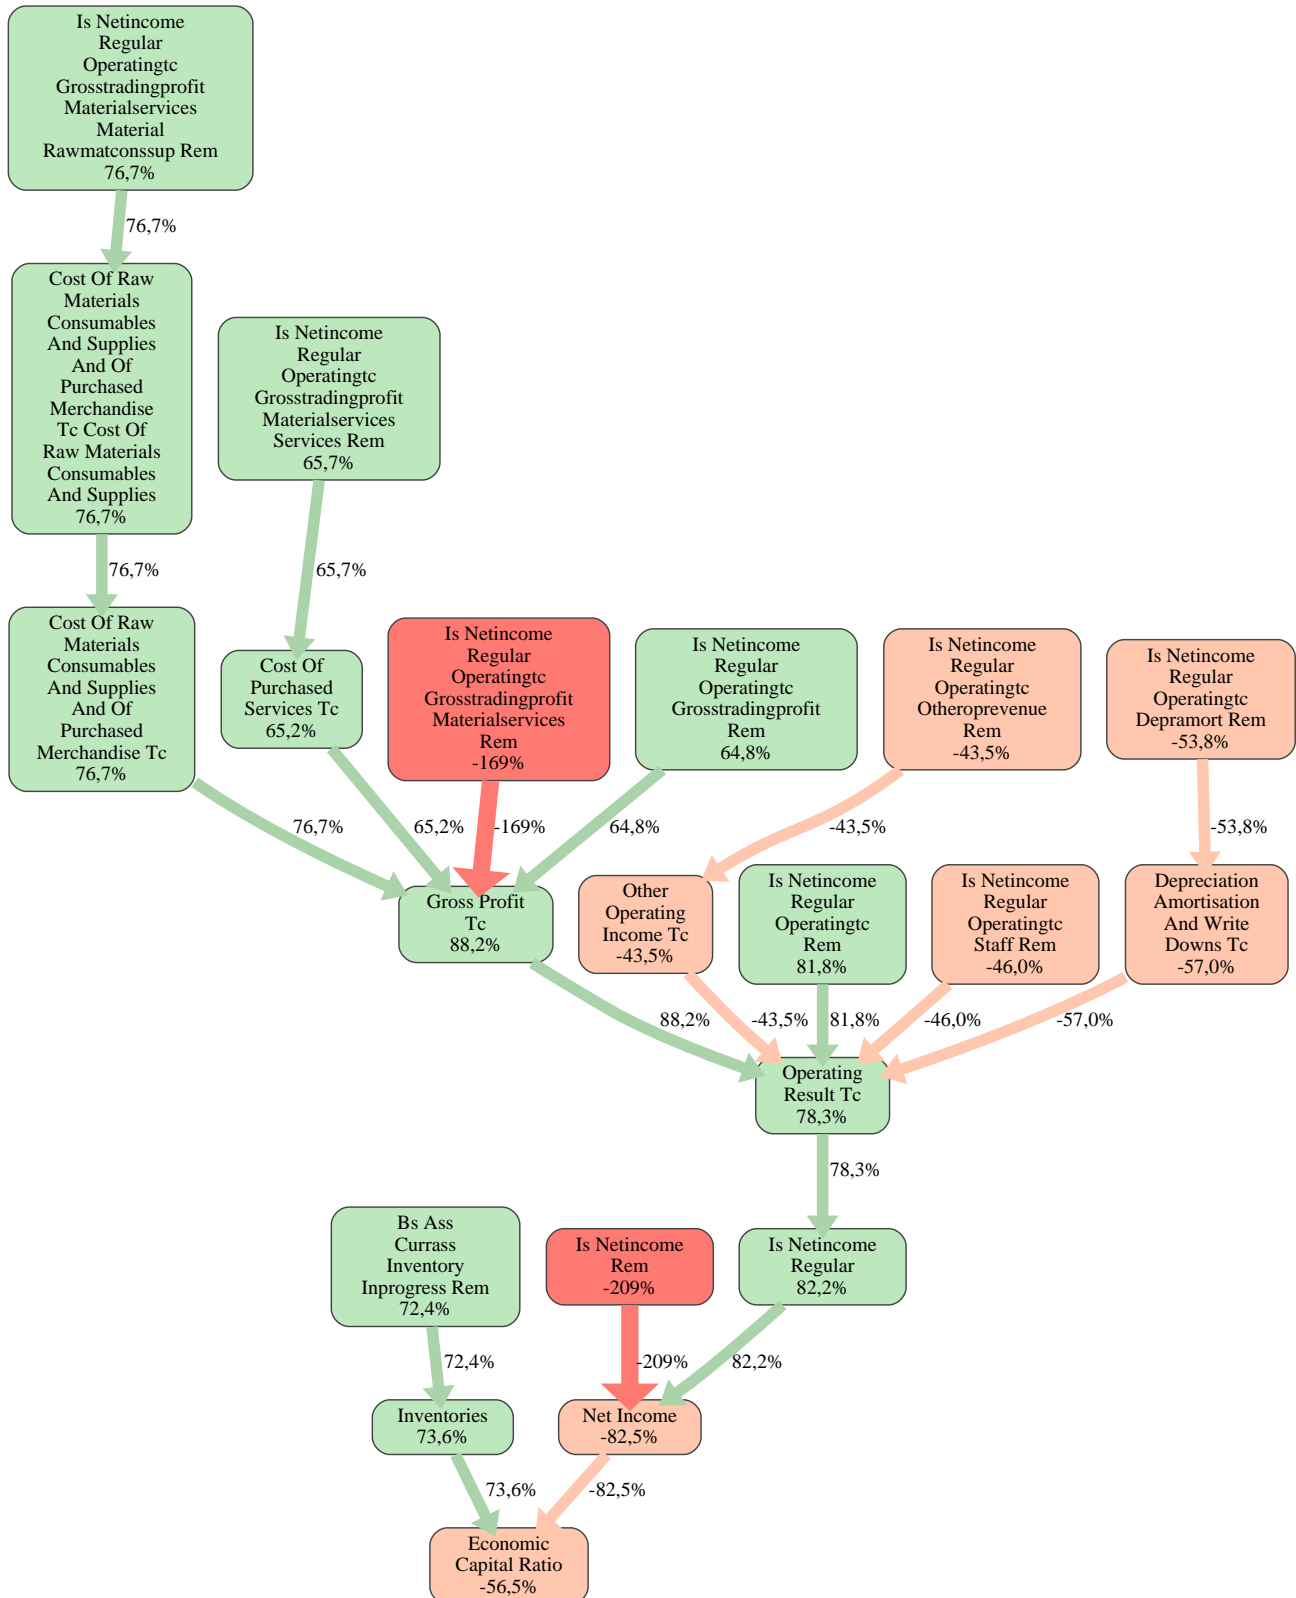 Is Netincome
Regular
Operatingtc
Grosstradingprofit
Materialservices
Material
Rawmatconssup Rem
76,7%
76,7%
Cost Of Raw
Materials
Consumables
And Supplies
And Of
Purchased
Merchandise
Tc Cost Of
Raw Materials
Consumables
And Supplies
76,7%
Is Netincome
Regular
Operatingtc
Grosstradingprofit
Materialservices
Services Rem
65,7%
76,7%
65,7%
Cost Of Raw
Materials
Consumables
And Supplies
And Of
Purchased
Merchandise Tc
76,7%
Cost Of
Purchased
Services Tc
65,2%
Is Netincome
Regular
Operatingtc
Grosstradingprofit
Materialservices
Rem
-169%
Is Netincome
Regular
Operatingtc
Grosstradingprofit
Rem
64,8%
Is Netincome
Regular
Operatingtc
Otheroprevenue
Rem
-43,5%
Is Netincome
Regular
Operatingtc
Depramort Rem
-53,8%
76,7%
65,2%
-169%
64,8%
-43,5%
-53,8%
Gross Profit
Tc
88,2%
Other
Operating
Income Tc
-43,5%
Is Netincome
Regular
Operatingtc
Rem
81,8%
Is Netincome
Regular
Operatingtc
Staff Rem
-46,0%
Depreciation
Amortisation
And Write
Downs Tc
-57,0%
88,2%
-43,5%
81,8%
-46,0%
-57,0%
Operating
Result Tc
78,3%
78,3%
Bs Ass
Currass
Inventory
Inprogress Rem
72,4%
Is Netincome
Rem
-209%
Is Netincome
Regular
82,2%
72,4%
-209%
82,2%
Inventories
73,6%
Net Income
-82,5%
73,6%
-82,5%
Economic
Capital Ratio
-56,5%